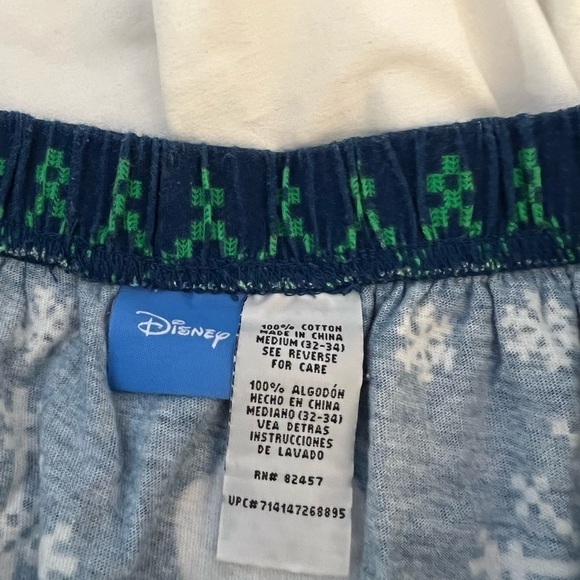 Disney
100% COTTON
MADE IN CHINA
MEDIUM (32-34)
SEE REVERSE
FOR CARE
100% ALGODÓN
HECHO EN CHINA
MEDIANO (32-34)
VEA DETRAS
INSTRUCCIONES
DE LAVADO
RN# 82457
UPC#714147268895